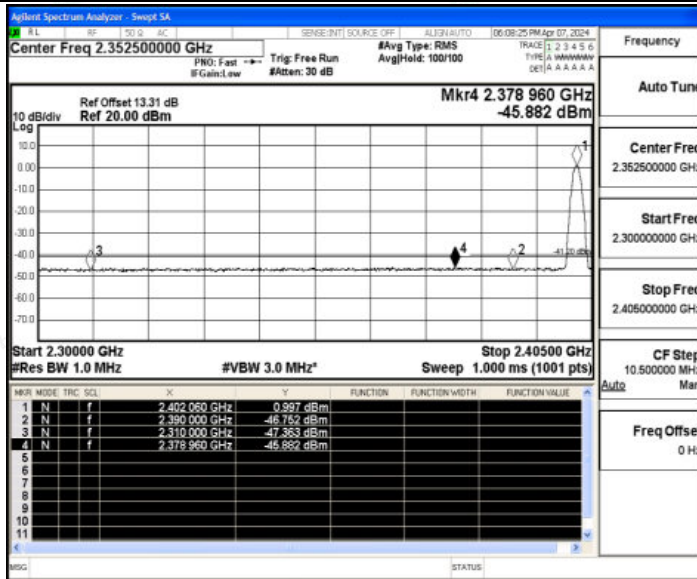 Agilent Spectrum Analyzer - Swept SA
RL RF 50 Ω AC SENSE:INT SOURCE OFF ALIGN AUTO 06:08:25 PM Apr 07, 2024
Center Freq 2.352500000 GHz #Avg Type: RMS TRACE 1 2 3 4 5 6
PNO: Fast Trig: Free Run Avg|Hold: 100/100 TYPE A WWWWW
IFGain:Low #Atten: 30 dB DET A A A A A A
Ref Offset 13.31 dB Mkr4 2.378 960 GHz
10 dB/div Ref 20.00 dBm -45.882 dBm
Log
10.0
0.00
-10.0
-20.0
-30.0
-40.0
-50.0
-60.0
-70.0
1
3
4
2
-41.20 dBm
Start 2.30000 GHz Stop 2.40500 GHz
#Res BW 1.0 MHz #VBW 3.0 MHz* Sweep 1.000 ms (1001 pts)
MKR MODE TRC SCL X Y FUNCTION FUNCTION WIDTH FUNCTION VALUE
1 N f 2.402 060 GHz 0.997 dBm
2 N f 2.390 000 GHz -46.752 dBm
3 N f 2.310 000 GHz -47.363 dBm
4 N f 2.378 960 GHz -45.882 dBm
5
6
7
8
9
10
11
MSG STATUS
Frequency
Auto Tune
Center Freq
2.352500000 GHz
Start Freq
2.300000000 GHz
Stop Freq
2.405000000 GHz
CF Step
10.500000 MHz
Auto Man
Freq Offset
0 Hz